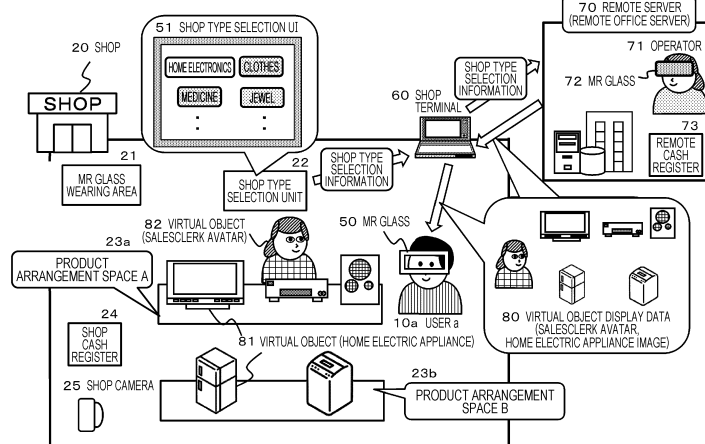 51 SHOP TYPE SELECTION UI
HOME ELECTRONICS
CLOTHES
MEDICINE
JEWEL
20 SHOP
SHOP
21
MR GLASS
WEARING AREA
22
SHOP TYPE
SELECTION UNIT
SHOP TYPE
SELECTION
INFORMATION
60 SHOP
TERMINAL
SHOP TYPE
SELECTION
INFORMATION
70 REMOTE SERVER
(REMOTE OFFICE SERVER)
71 OPERATOR
72 MR GLASS
73
REMOTE
CASH
REGISTER
82 VIRTUAL OBJECT
(SALESCLERK AVATAR)
50 MR GLASS
23a
PRODUCT
ARRANGEMENT SPACE A
10a USER a
80 VIRTUAL OBJECT DISPLAY DATA
(SALESCLERK AVATAR,
HOME ELECTRIC APPLIANCE IMAGE)
24
SHOP
CASH
REGISTER
81 VIRTUAL OBJECT (HOME ELECTRIC APPLIANCE)
25 SHOP CAMERA
23b
PRODUCT ARRANGEMENT
SPACE B